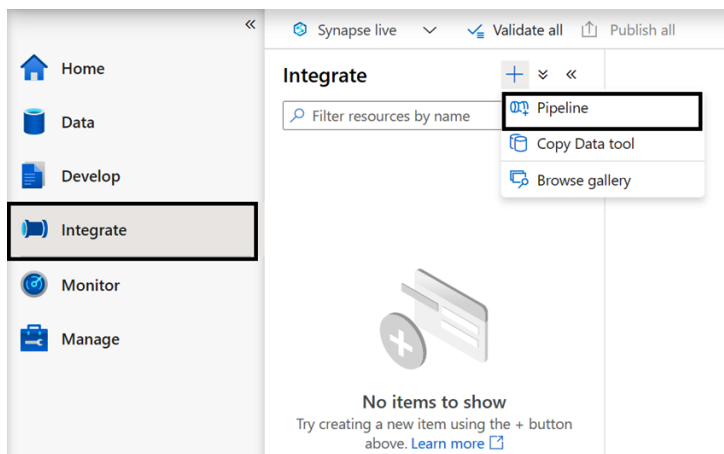 Synapse live
Validate all
Publish all
Home
Data
Develop
Integrate
Monitor
Manage
Integrate
Filter resources by name
Pipeline
Copy Data tool
Browse gallery
No items to show
Try creating a new item using the + button
above. Learn more